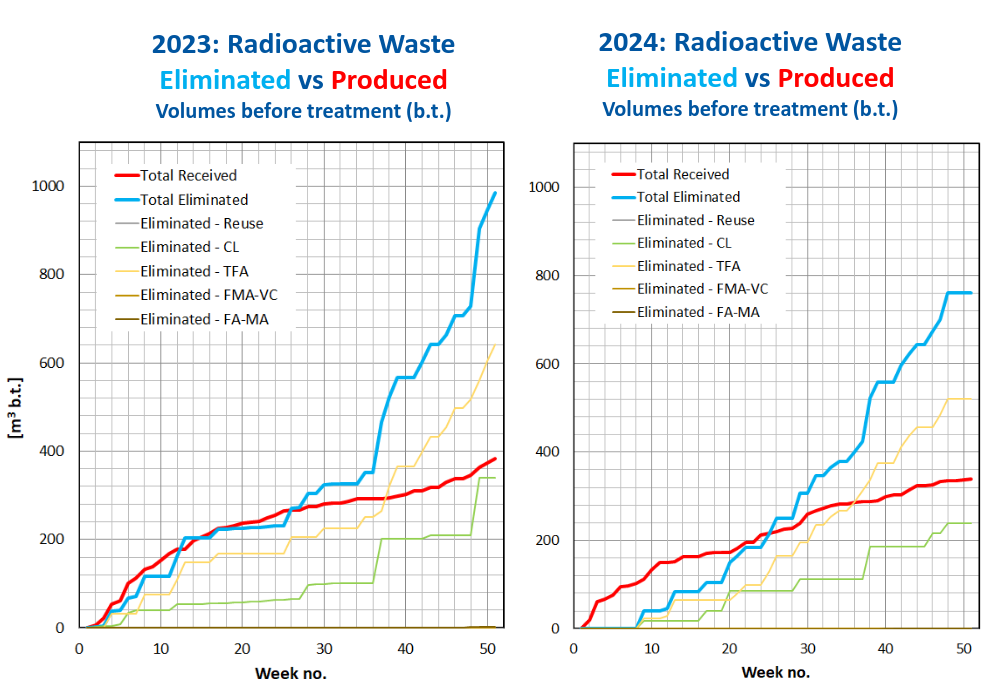 2023: Radioactive Waste
Eliminated vs Produced
Volumes before treatment (b.t.)
[m³ b.t.]
1000
800
600
400
200
0
Total Received
Total Eliminated
Eliminated - Reuse
Eliminated - CL
Eliminated - TFA
Eliminated - FMA-VC
Eliminated - FA-MA
0 10 20 30 40 50
Week no.
2024: Radioactive Waste
Eliminated vs Produced
Volumes before treatment (b.t.)
1000
800
600
400
200
0
Total Received
Total Eliminated
Eliminated - Reuse
Eliminated - CL
Eliminated - TFA
Eliminated - FMA-VC
Eliminated - FA-MA
0 10 20 30 40 50
Week no.